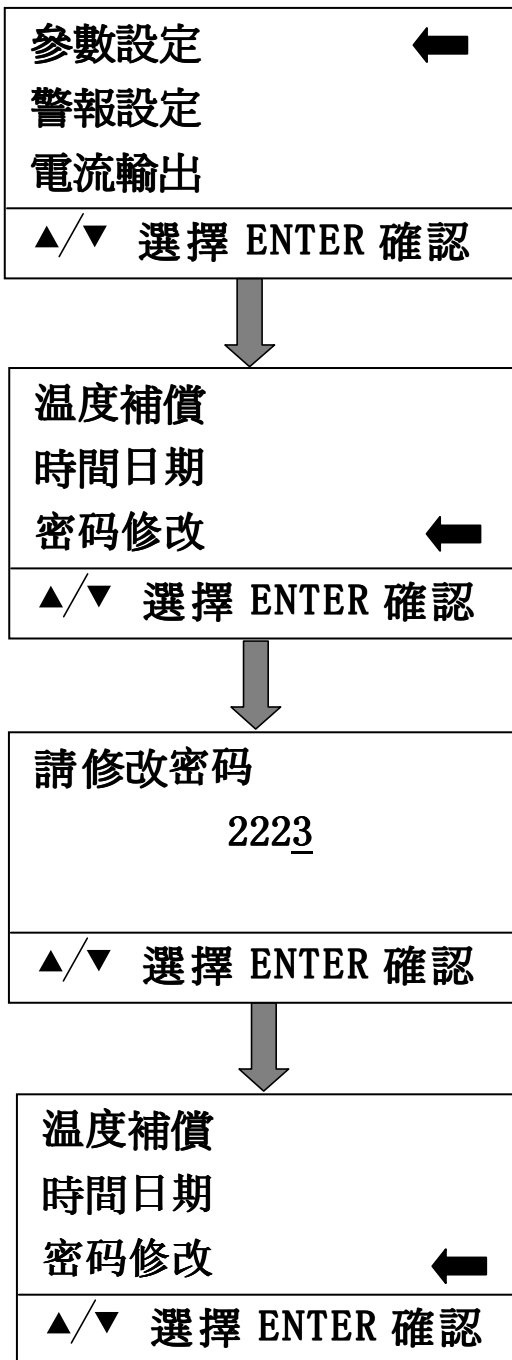 參數設定
警報設定
電流輸出
▲/▼ 選擇 ENTER 確認
温度補償
時間日期
密码修改
▲/▼ 選擇 ENTER 確認
請修改密码
2223
▲/▼ 選擇 ENTER 確認
温度補償
時間日期
密码修改
▲/▼ 選擇 ENTER 確認